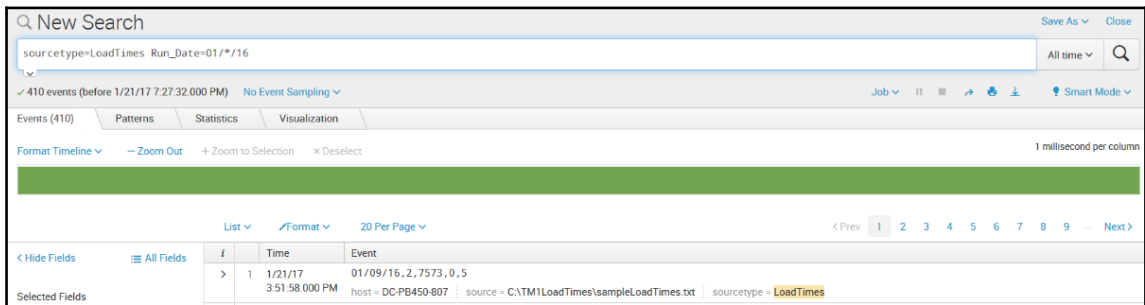 New Search
Save As Close
sourcetype=LoadTimes Run_Date=01/*/16
All time
✓ 410 events (before 1/21/17 7:27:32.000 PM) No Event Sampling
Job Smart Mode
Events (410) Patterns Statistics Visualization
Format Timeline — Zoom Out + Zoom to Selection × Deselect
1 millisecond per column
List Format 20 Per Page
< Prev 1 2 3 4 5 6 7 8 9 ... Next >
< Hide Fields All Fields
i Time Event
> 1 1/21/17 01/09/16,2,7573,0,5
3:51:58.000 PM host = DC-PB450-807 source = C:\TM1LoadTimes\sampleLoadTimes.txt sourcetype = LoadTimes
Selected Fields